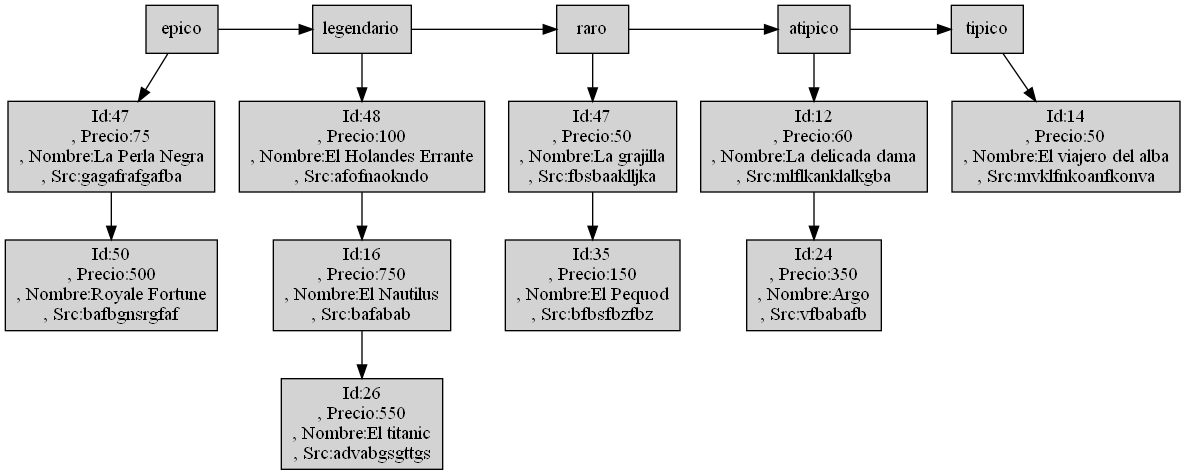 epico
legendario
raro
atipico
tipico
Id:47
, Precio:75
, Nombre:La Perla Negra
, Src:gagafrafgafba
Id:48
, Precio:100
, Nombre:El Holandes Errante
, Src:afofnaokndo
Id:47
, Precio:50
, Nombre:La grajilla
, Src:fbsbaaklljka
Id:12
, Precio:60
, Nombre:La delicada dama
, Src:mlflkanklalkgba
Id:14
, Precio:50
, Nombre:El viajero del alba
, Src:mvklfnkoanfkonva
Id:50
, Precio:500
, Nombre:Royale Fortune
, Src:bafbgnsrgfaf
Id:16
, Precio:750
, Nombre:El Nautilus
, Src:bafabab
Id:35
, Precio:150
, Nombre:El Pequod
, Src:bfbsfbzfbz
Id:24
, Precio:350
, Nombre:Argo
, Src:vfbabafb
Id:26
, Precio:550
, Nombre:El titanic
, Src:advabgsgttgs